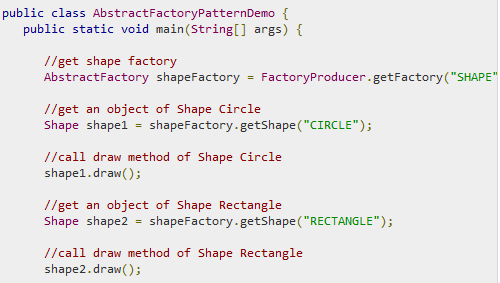 public class AbstractFactoryPatternDemo {
public static void main(String[] args) {
//get shape factory
AbstractFactory shapeFactory = FactoryProducer.getFactory("SHAPE"
//get an object of Shape Circle
Shape shape1 = shapeFactory.getShape("CIRCLE");
//call draw method of Shape Circle
shape1.draw();
//get an object of Shape Rectangle
Shape shape2 = shapeFactory.getShape("RECTANGLE");
//call draw method of Shape Rectangle
shape2.draw();